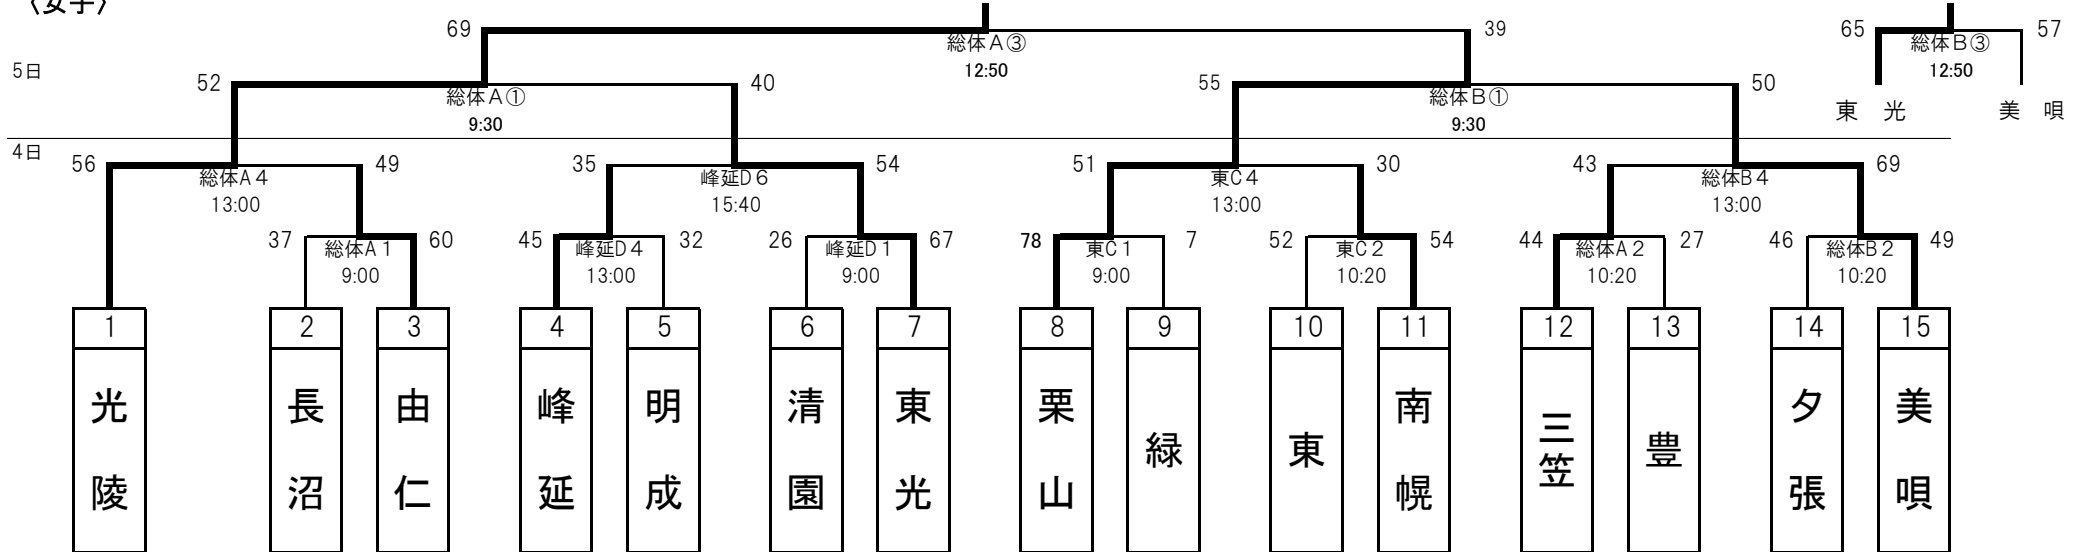 〈女子〉
69 総体A③ 39 65 総体B③ 57
12:50 12:50
5日
52 総体A① 40 55 総体B① 50
9:30 9:30
東 光 美 唄
4日
56 総体A4 49 35 峰延D6 54 51 東C4 30 43 総体B4 69
13:00 15:40 13:00 13:00
37 総体A1 60 45 峰延D4 32 26 峰延D1 67 78 東C1 7 52 東C2 54 44 総体A2 27 46 総体B2 49
9:00 13:00 9:00 9:00 10:20 10:20 10:20
1 2 3 4 5 6 7 8 9 10 11 12 13 14 15
光陵 長沼 由仁 峰延 明成 清園 東光 栗山 緑 東 南幌 三笠 豊 夕張 美唄